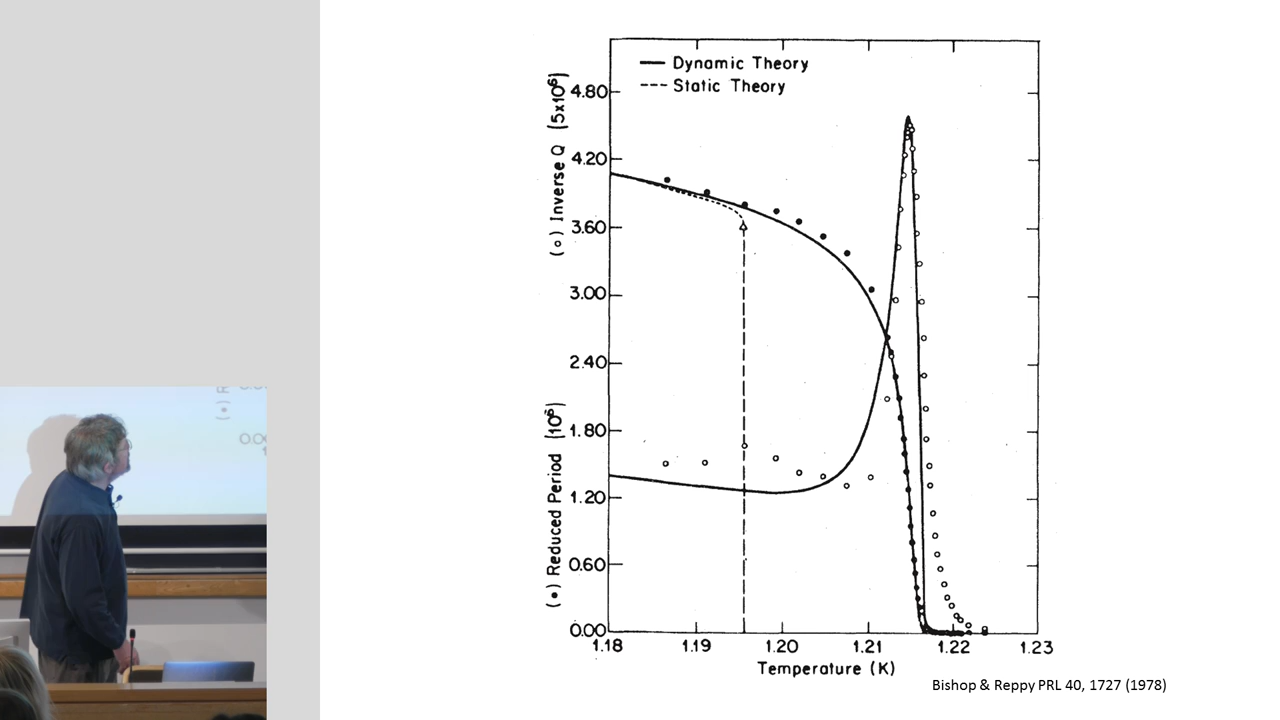 Dynamic Theory
Static Theory
(○) Inverse Q [5x10⁶]
(•) Reduced Period [10⁶]
4.80
4.20
3.60
3.00
2.40
1.80
1.20
0.60
0.00
1.18 1.19 1.20 1.21 1.22 1.23
Temperature (K)
Bishop & Reppy PRL 40, 1727 (1978)